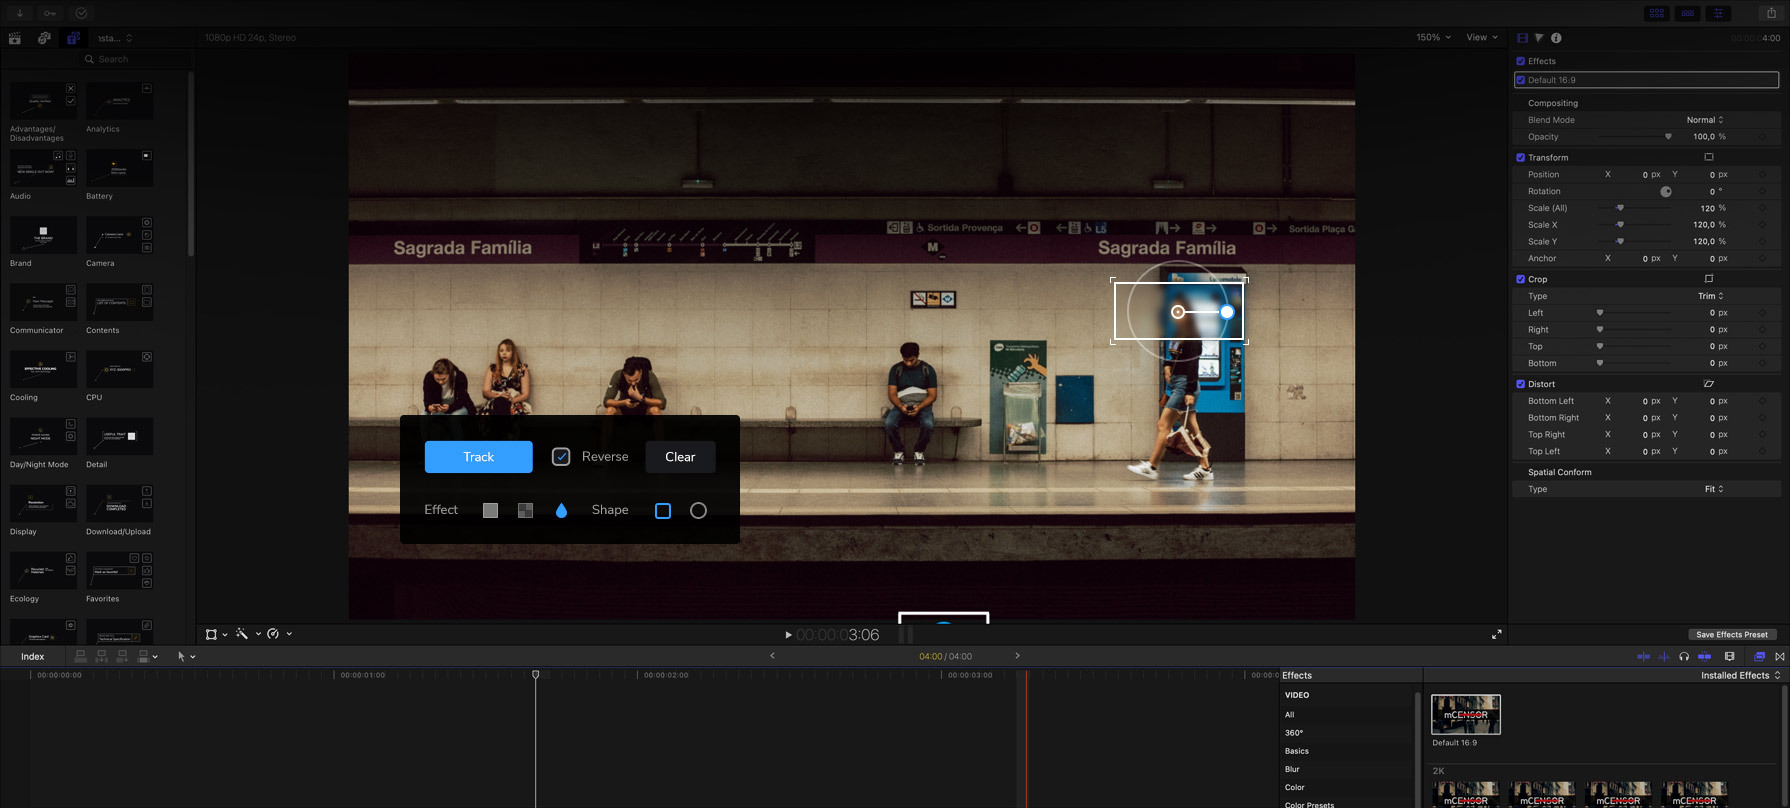 1080p HD 24p, Stereo
150%
View
4:00
Search
Advantages/
Disadvantages
Analytics
Audio
Battery
Brand
Camera
Communicator
Contents
Cooling
CPU
Day/Night Mode
Detail
Display
Download/Upload
Ecology
Favorites
Sagrada Família
Sortida Provença
Sagrada Família
Sortida Plaça
M
L5
Track
Reverse
Clear
Effect
Shape
Effects
Default 16:9
Compositing
Blend Mode
Normal
Opacity
100,0 %
Transform
Position X 0 px Y 0 px
Rotation 0 °
Scale (All) 120 %
Scale X 120,0 %
Scale Y 120,0 %
Anchor X 0 px Y 0 px
Crop
Type Trim
Left 0 px
Right 0 px
Top 0 px
Bottom 0 px
Distort
Bottom Left X 0 px Y 0 px
Bottom Right X 0 px Y 0 px
Top Right X 0 px Y 0 px
Top Left X 0 px Y 0 px
Spatial Conform
Type Fit
Save Effects Preset
00:00:03:06
Index
04:00 / 04:00
00:00:00:00
00:00:01:00
00:00:02:00
00:00:03:00
Effects
Installed Effects
VIDEO
All
360°
Basics
Blur
Color
Color Presets
mCENSOR
Default 16:9
2K
mCENSOR
mCENSOR
mCENSOR
mCENSOR